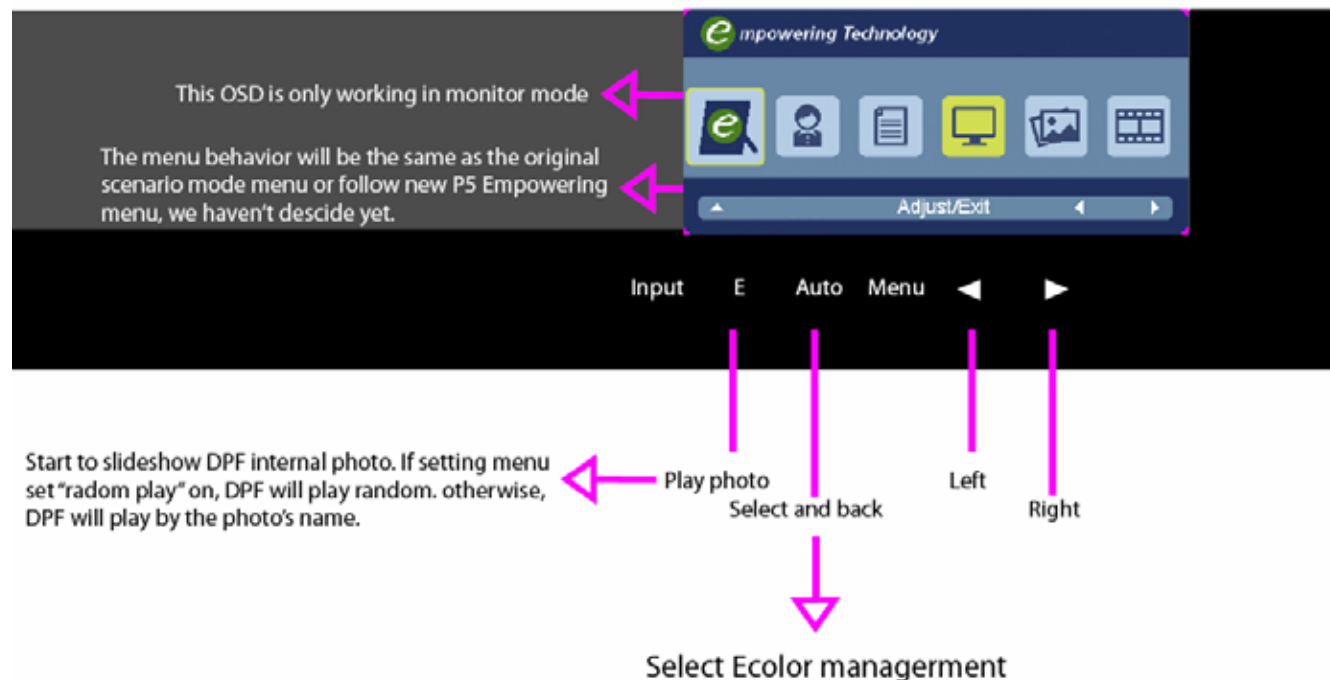 e mpowering Technology
This OSD is only working in monitor mode
The menu behavior will be the same as the original
scenario mode menu or follow new P5 Empowering
menu, we haven't descide yet.
e
Adjust/Exit
Input E Auto Menu
Start to slideshow DPF internal photo. If setting menu
set "radom play" on, DPF will play random. otherwise,
DPF will play by the photo's name.
Play photo
Select and back
Left
Right
Select Ecolor managerment